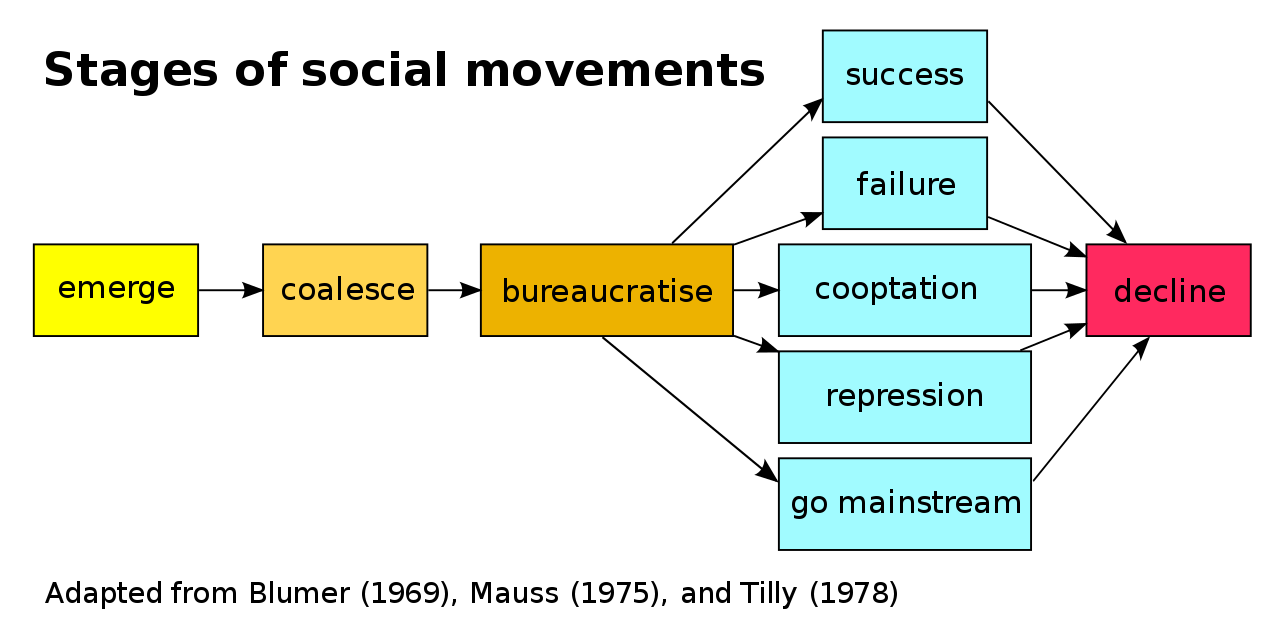 Stages of social movements
success
failure
emerge
coalesce
bureaucratise
cooptation
decline
repression
go mainstream
Adapted from Blumer (1969), Mauss (1975), and Tilly (1978)